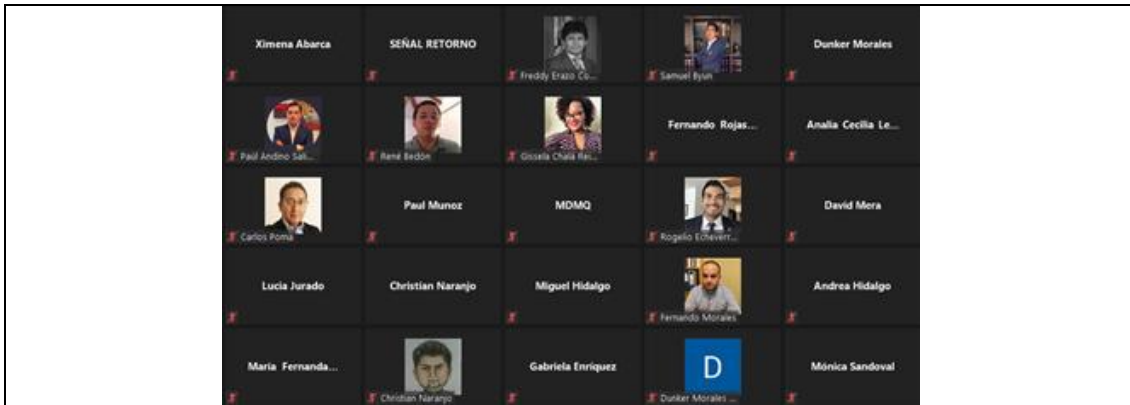 Ximena Abarca
SEÑAL RETORNO
Freddy Erazo Co...
Samuel Byun
Dunker Morales
Paúl Andino Sali...
René Bedón
Gissela Chalá Rei...
Fernando Rojas...
Analia Cecilia Le...
Carlos Poma
Paul Munoz
MDMQ
Rogelio Echeverr...
David Mera
Lucia Jurado
Christian Naranjo
Miguel Hidalgo
Fernando Morales
Andrea Hidalgo
Maria Fernanda...
Christian Naranjo
Gabriela Enriquez
D
Dunker Morales ...
Mónica Sandoval